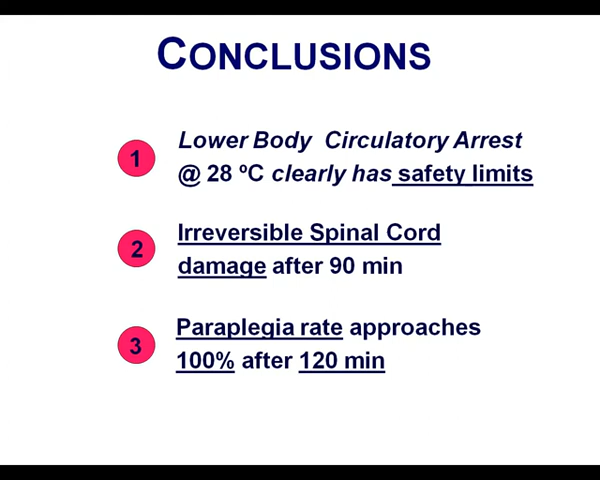 CONCLUSIONS
1
Lower Body Circulatory Arrest
@ 28 ºC clearly has safety limits
2
Irreversible Spinal Cord
damage after 90 min
3
Paraplegia rate approaches
100% after 120 min